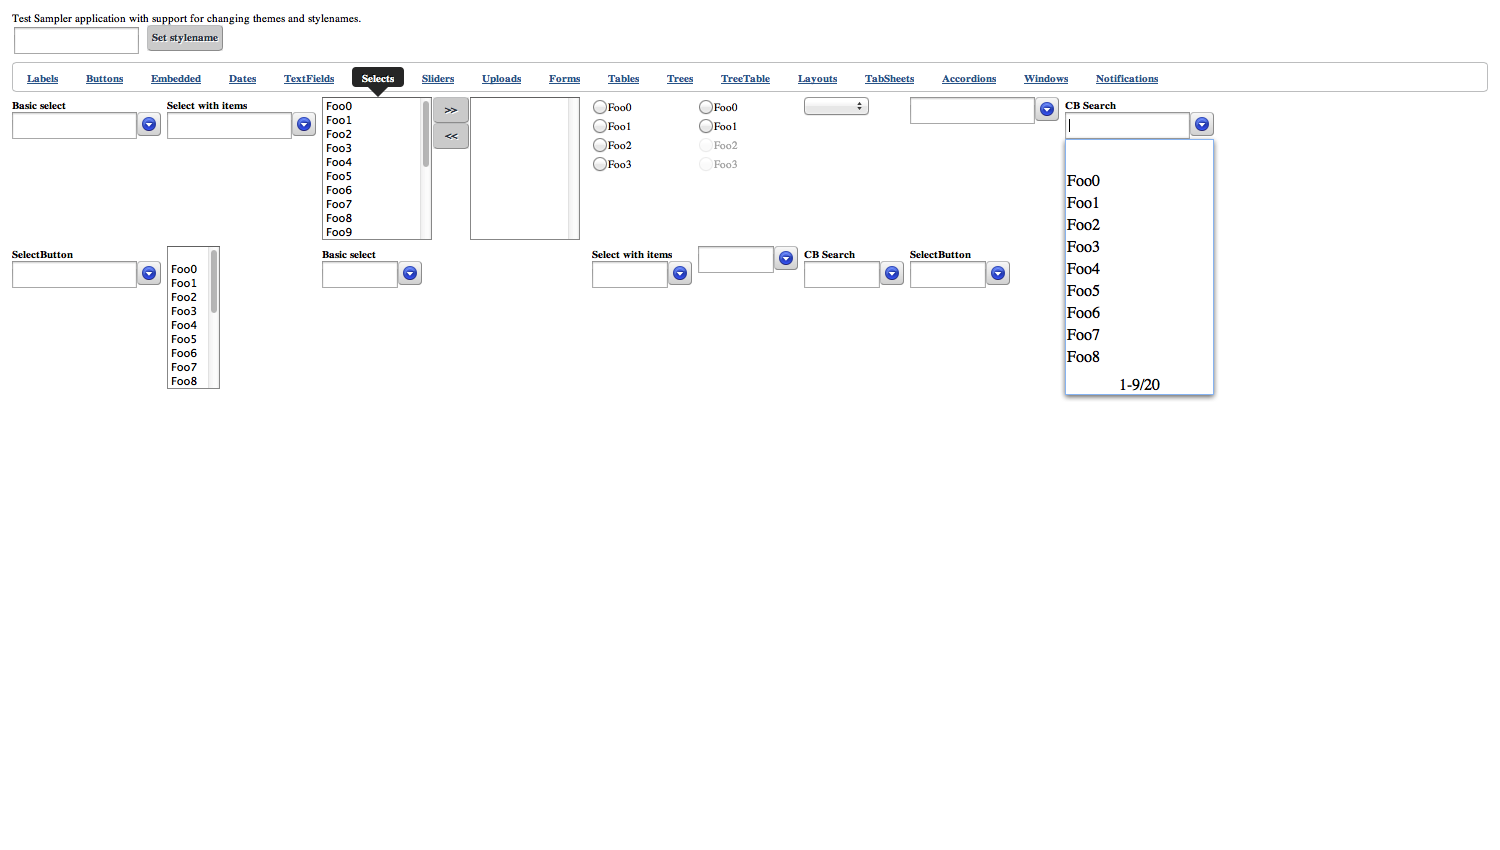 Test Sampler application with support for changing themes and stylenames.
Set stylename
Labels Buttons Embedded Dates TextFields Selects Sliders Uploads Forms Tables Trees TreeTable Layouts TabSheets Accordions Windows Notifications
Basic select
Select with items
Foo0
Foo1
Foo2
Foo3
Foo4
Foo5
Foo6
Foo7
Foo8
Foo9
>>
<<
Foo0
Foo1
Foo2
Foo3
Foo0
Foo1
Foo2
Foo3
CB Search
Foo0
Foo1
Foo2
Foo3
Foo4
Foo5
Foo6
Foo7
Foo8
1-9/20
SelectButton
Foo0
Foo1
Foo2
Foo3
Foo4
Foo5
Foo6
Foo7
Foo8
Basic select
Select with items
CB Search
SelectButton